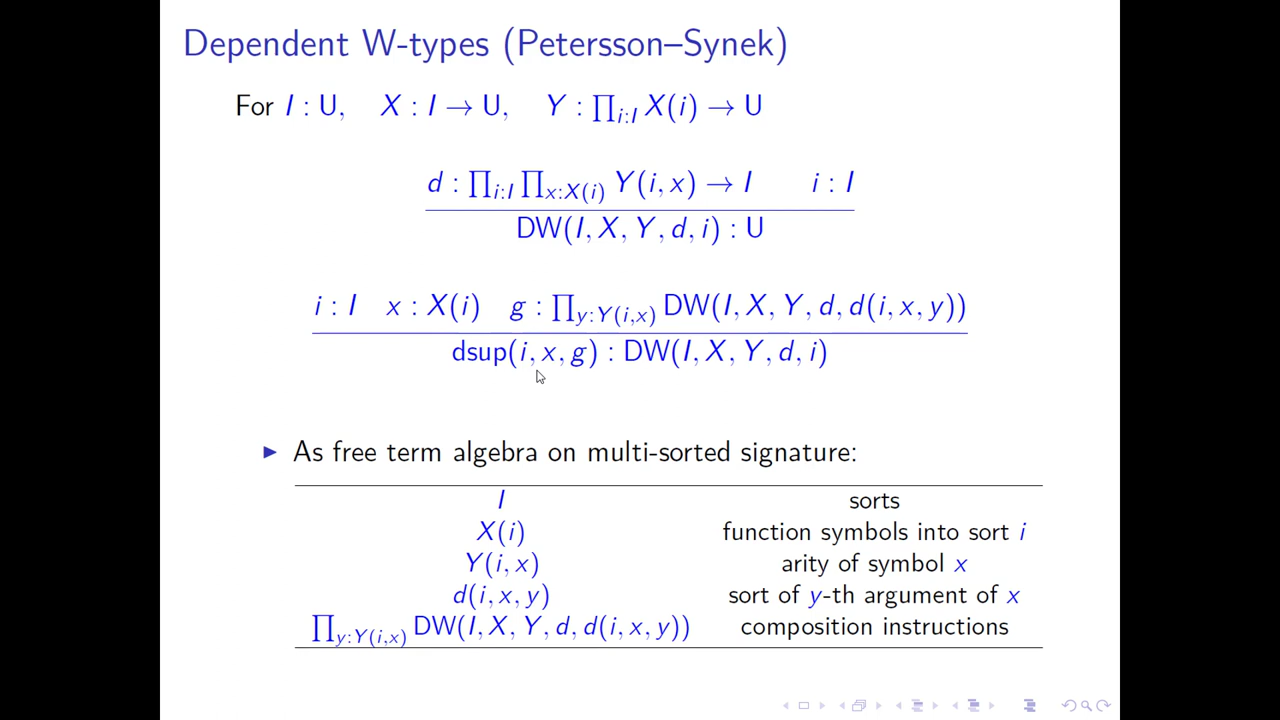 Dependent W-types (Petersson–Synek)
For I : U, X : I → U, Y : ∏_{i:I} X(i) → U
d : ∏_{i:I} ∏_{x:X(i)} Y(i, x) → I i : I
DW(I, X, Y, d, i) : U
i : I x : X(i) g : ∏_{y:Y(i,x)} DW(I, X, Y, d, d(i, x, y))
dsup(i, x, g) : DW(I, X, Y, d, i)
▶ As free term algebra on multi-sorted signature:
I sorts
X(i) function symbols into sort i
Y(i, x) arity of symbol x
d(i, x, y) sort of y-th argument of x
∏_{y:Y(i,x)} DW(I, X, Y, d, d(i, x, y)) composition instructions